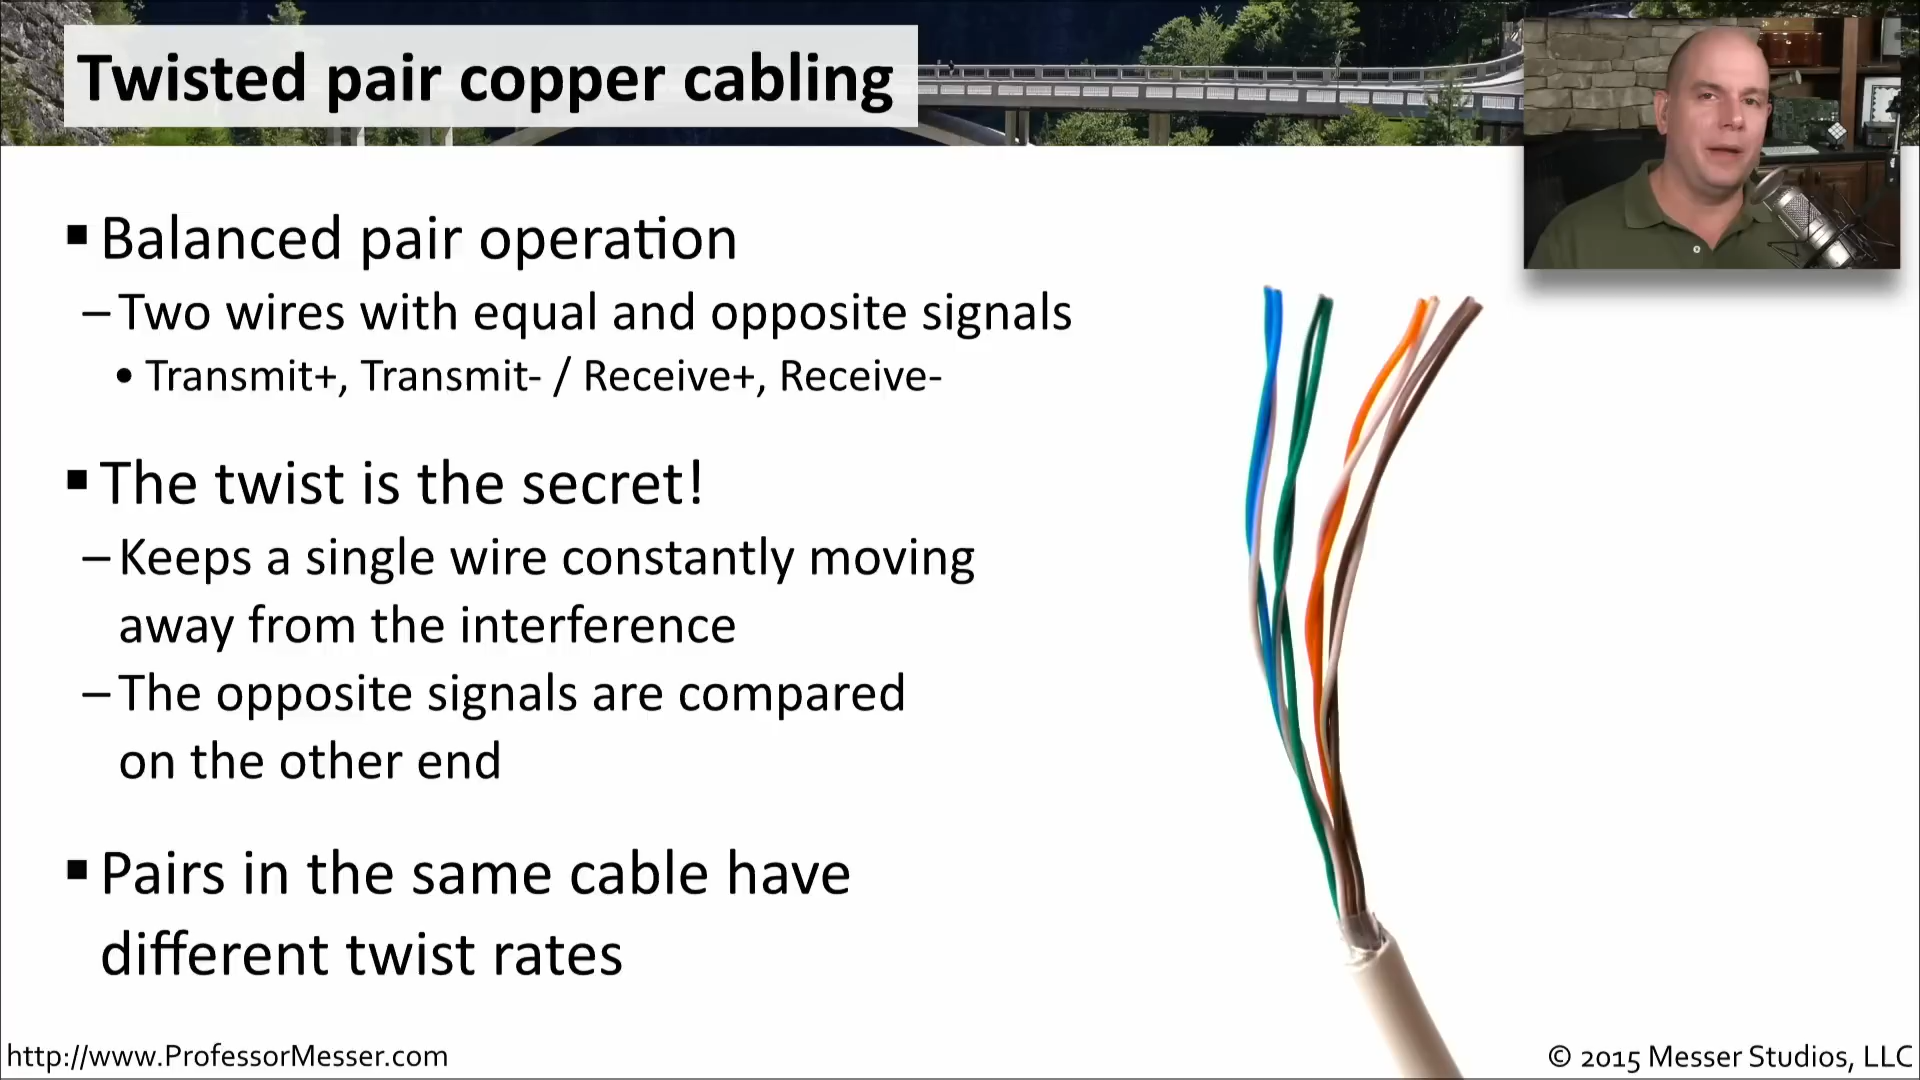 Twisted pair copper cabling
▪ Balanced pair operation
– Two wires with equal and opposite signals
• Transmit+, Transmit- / Receive+, Receive-
▪ The twist is the secret!
– Keeps a single wire constantly moving
away from the interference
– The opposite signals are compared
on the other end
▪ Pairs in the same cable have
different twist rates
http://www.ProfessorMesser.com
© 2015 Messer Studios, LLC